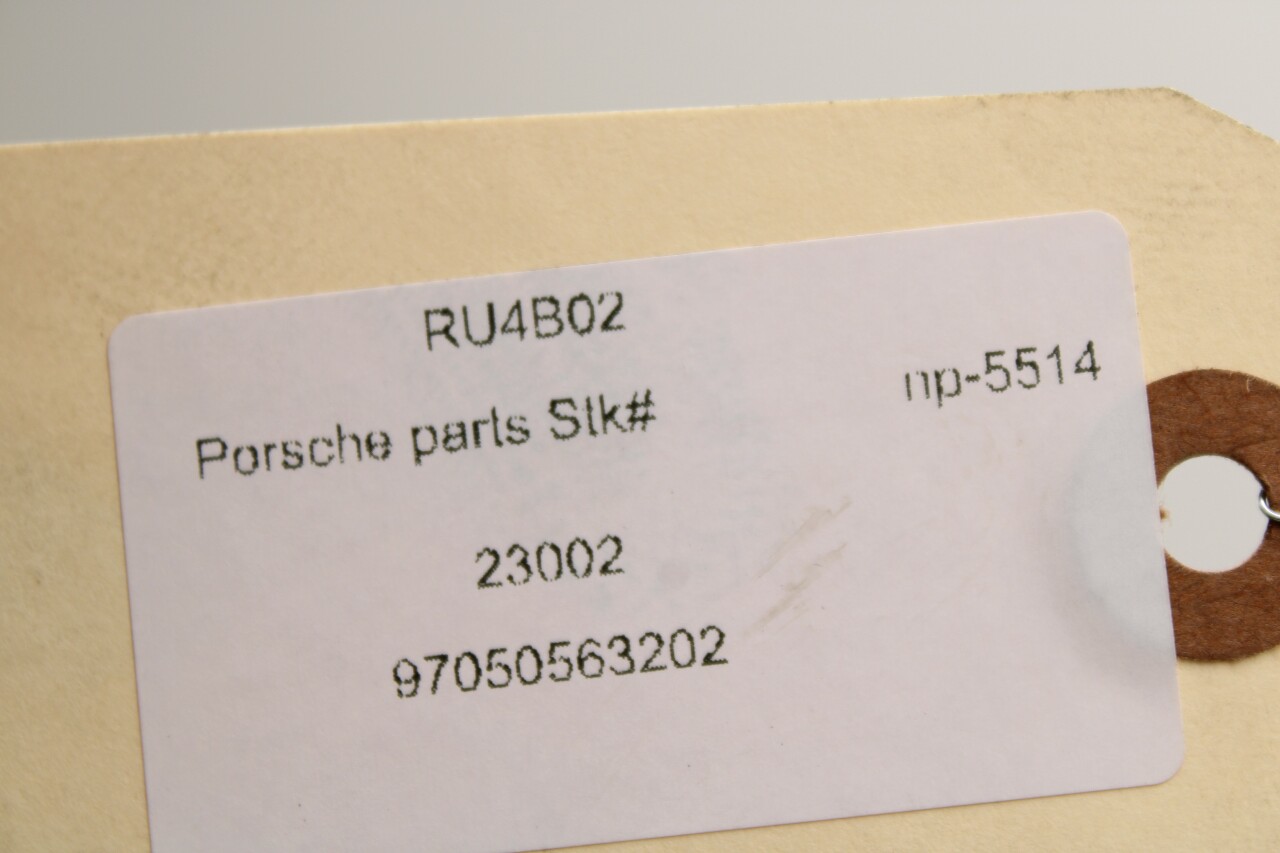 RU4B02
np-5514
Porsche parts Stk#
23002
97050563202